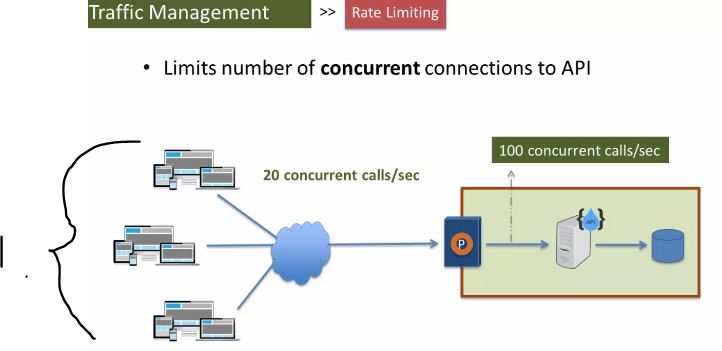 Traffic Management >> Rate Limiting
• Limits number of concurrent connections to API
100 concurrent calls/sec
20 concurrent calls/sec
{API}
P